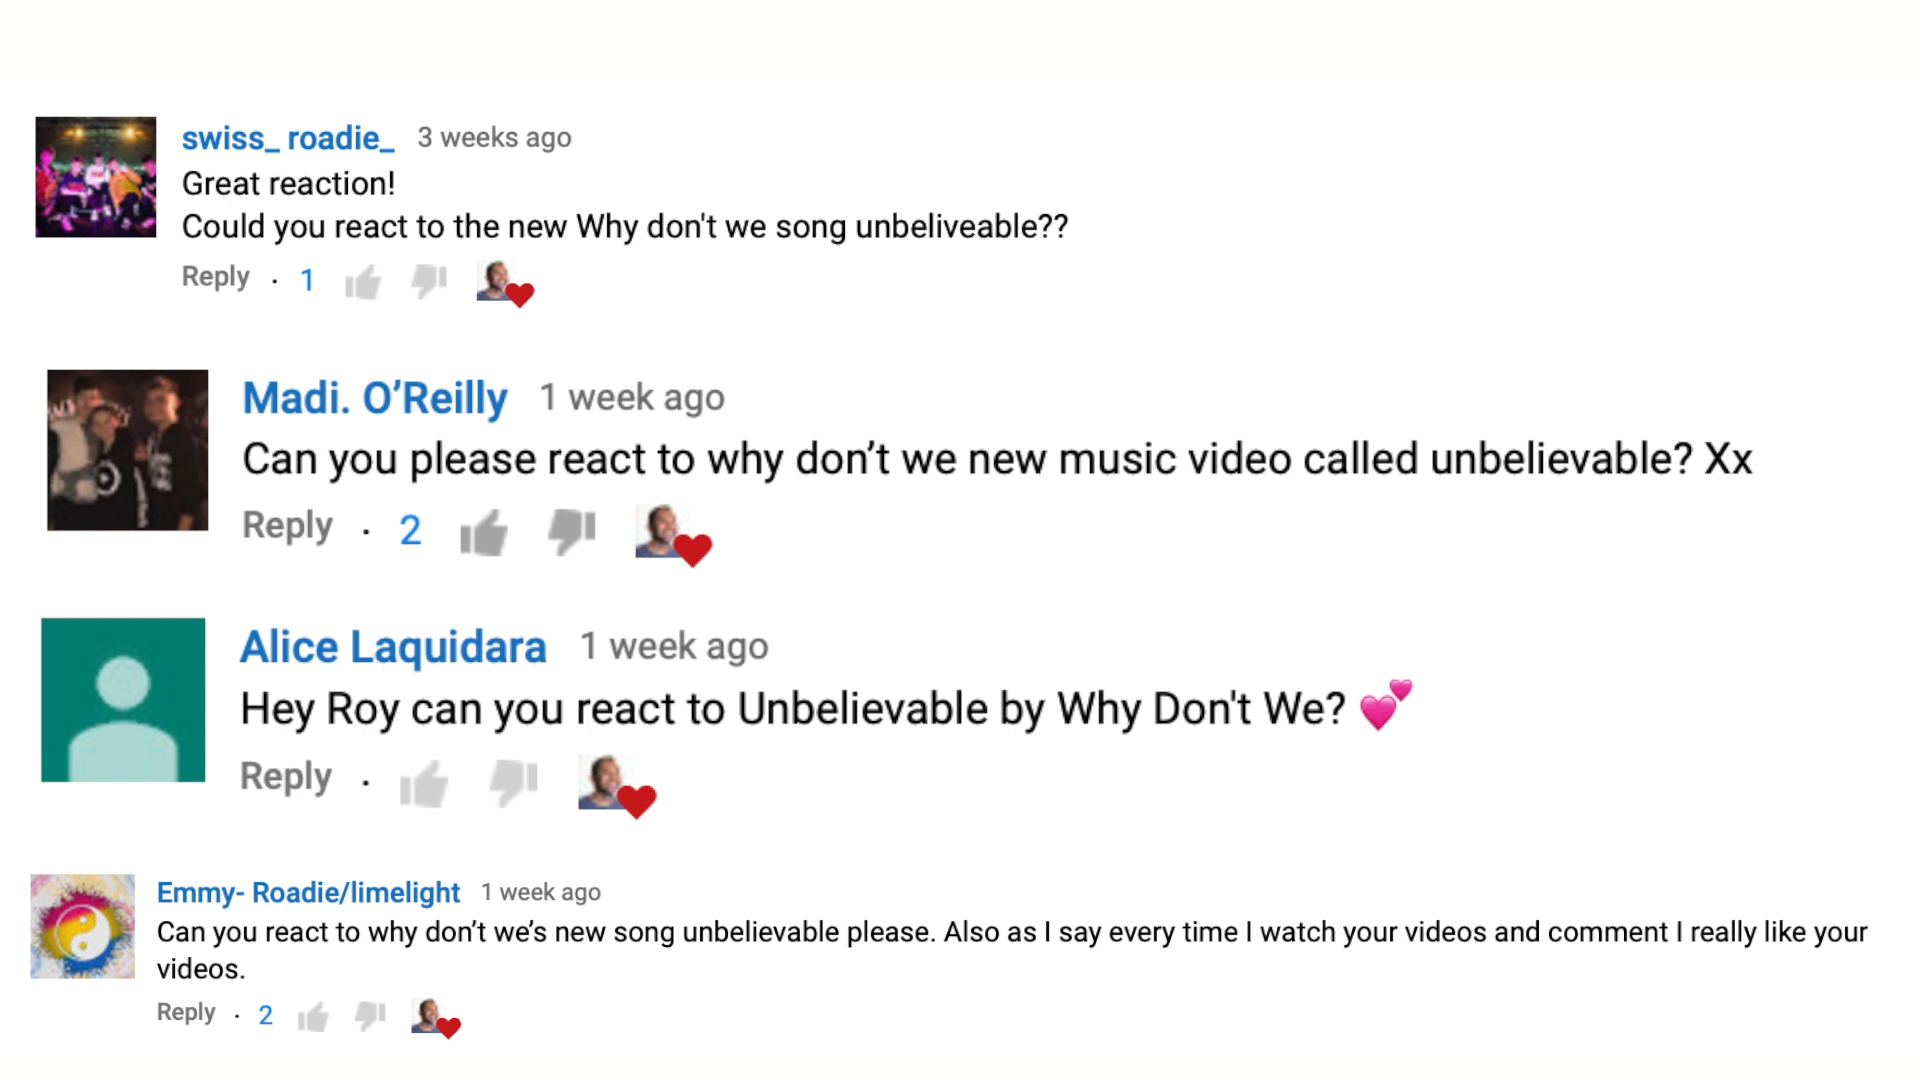 swiss_ roadie_ 3 weeks ago
Great reaction!
Could you react to the new Why don't we song unbeliveable??
Reply · 1
Madi. O’Reilly 1 week ago
Can you please react to why don’t we new music video called unbelievable? Xx
Reply · 2
Alice Laquidara 1 week ago
Hey Roy can you react to Unbelievable by Why Don't We? 💕
Reply ·
Emmy- Roadie/limelight 1 week ago
Can you react to why don’t we’s new song unbelievable please. Also as I say every time I watch your videos and comment I really like your
videos.
Reply · 2